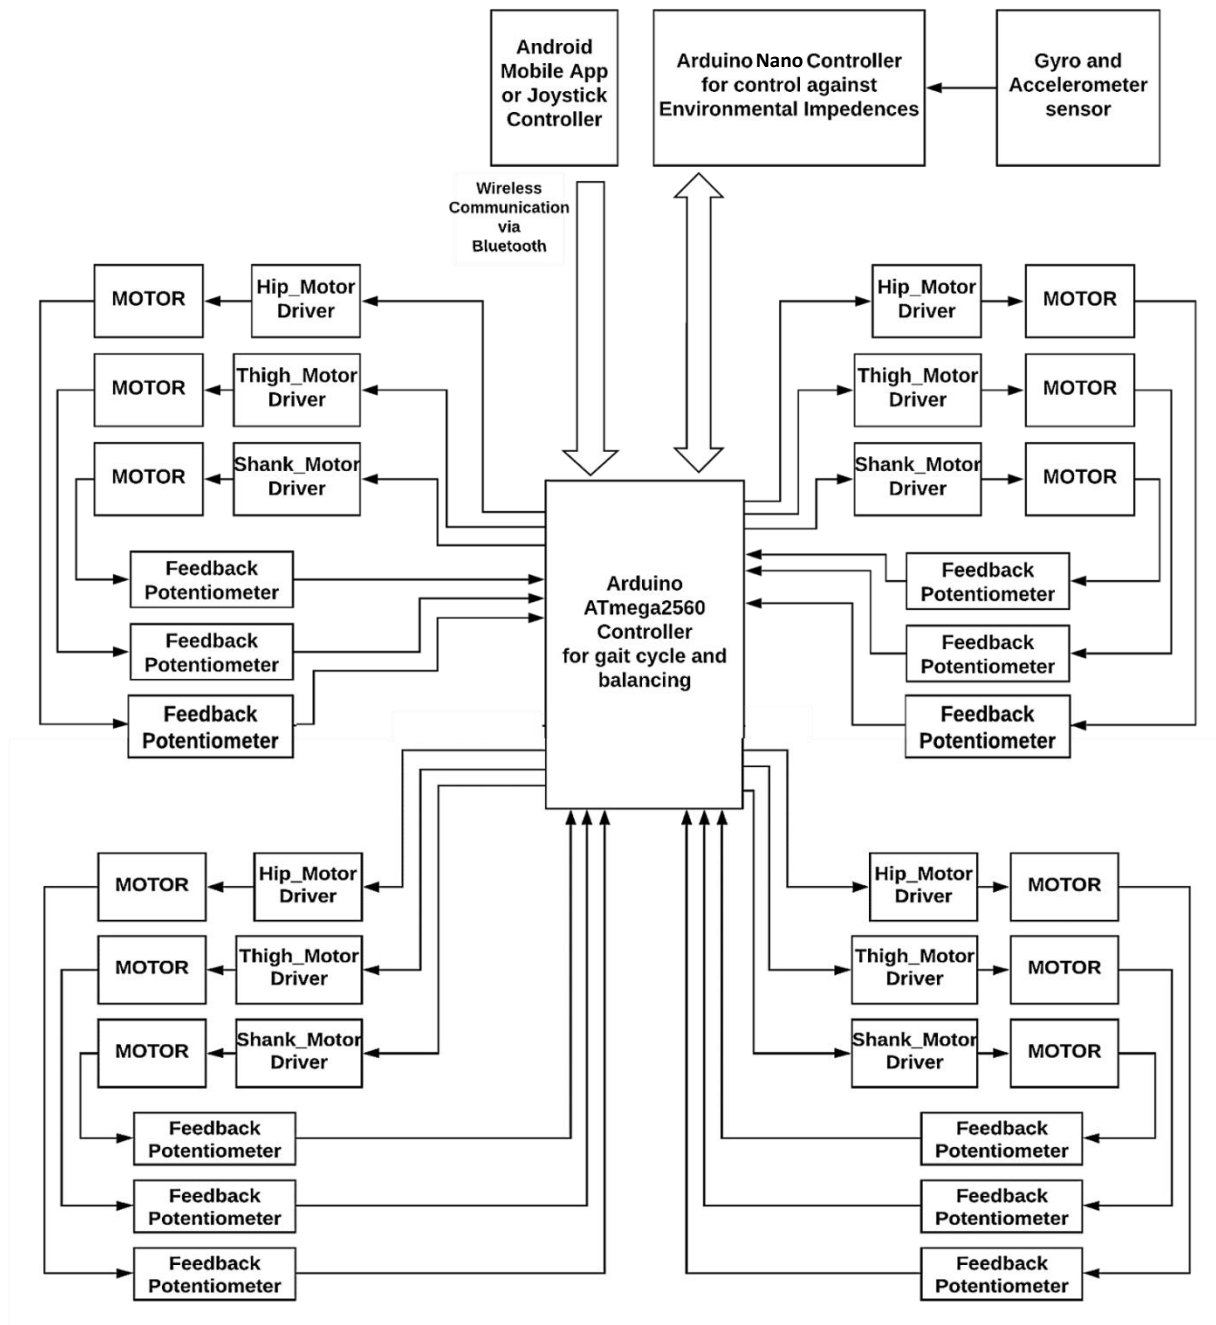 Android
Mobile App
or Joystick
Controller
Arduino Nano Controller
for control against
Environmental Impedences
Gyro and
Accelerometer
sensor
Wireless
Communication
via
Bluetooth
MOTOR
Hip_Motor
Driver
MOTOR
Thigh_Motor
Driver
MOTOR
Shank_Motor
Driver
Feedback
Potentiometer
Feedback
Potentiometer
Feedback
Potentiometer
Hip_Motor
Driver
MOTOR
Thigh_Motor
Driver
MOTOR
Shank_Motor
Driver
MOTOR
Feedback
Potentiometer
Feedback
Potentiometer
Feedback
Potentiometer
Arduino
ATmega2560
Controller
for gait cycle and
balancing
MOTOR
Hip_Motor
Driver
MOTOR
Thigh_Motor
Driver
MOTOR
Shank_Motor
Driver
Feedback
Potentiometer
Feedback
Potentiometer
Feedback
Potentiometer
Hip_Motor
Driver
MOTOR
Thigh_Motor
Driver
MOTOR
Shank_Motor
Driver
MOTOR
Feedback
Potentiometer
Feedback
Potentiometer
Feedback
Potentiometer